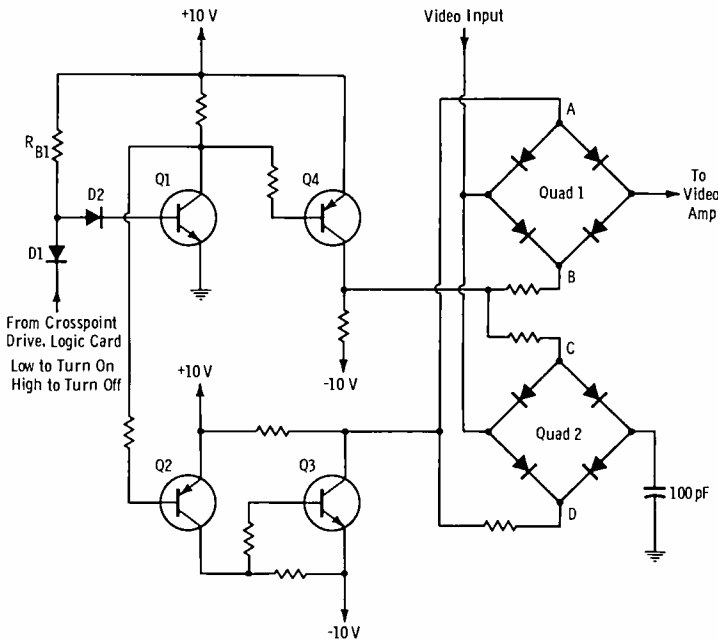 +10 V
Video Input
A
R B1
Q1
Q4
D2
Quad 1
To
Video
Amp
D1
B
From Crosspoint
Drive, Logic Card
Low to Turn On
High to Turn Off
-10 V
+10 V
C
Q2
Q3
Quad 2
100 pF
D
-10 V